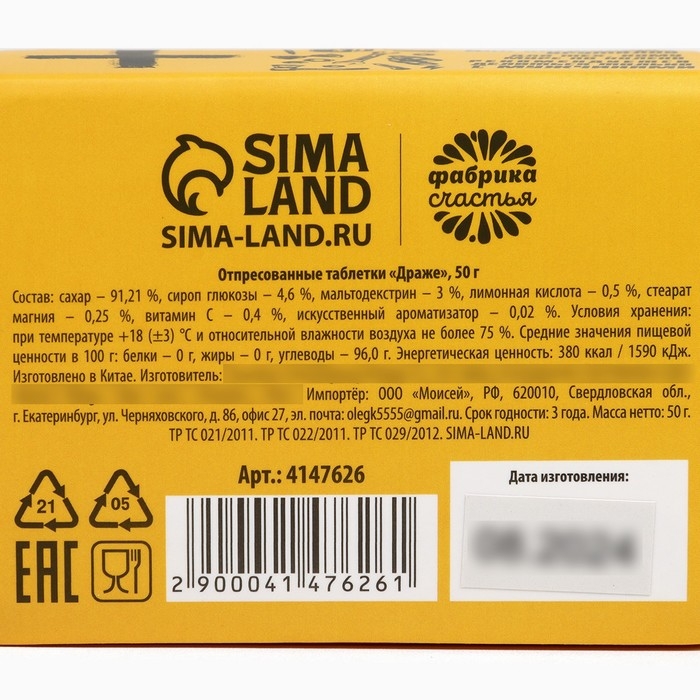 SIMA
LAND
SIMA-LAND.RU
фабрика
счастья
Отпресованные таблетки «Драже», 50 г
Состав: сахар – 91,21 %, сироп глюкозы – 4,6 %, мальтодекстрин – 3 %, лимонная кислота – 0,5 %, стеарат
магния – 0,25 %, витамин С – 0,4 %, искусственный ароматизатор – 0,02 %. Условия хранения:
при температуре +18 (±3) °С и относительной влажности воздуха не более 75 %. Средние значения пищевой
ценности в 100 г: белки – 0 г, жиры – 0 г, углеводы – 96,0 г. Энергетическая ценность: 380 ккал / 1590 кДж.
Изготовлено в Китае. Изготовитель:
Импортёр: ООО «Моисей», РФ, 620010, Свердловская обл.,
г. Екатеринбург, ул. Черняховского, д. 86, офис 27, эл. почта: olegk5555@gmail.ru. Срок годности: 3 года. Масса нетто: 50 г.
ТР ТС 021/2011. ТР ТС 022/2011. ТР ТС 029/2012. SIMA-LAND.RU
21
05
EAC
Арт.: 4147626
2 900041 476261
Дата изготовления:
08.2024